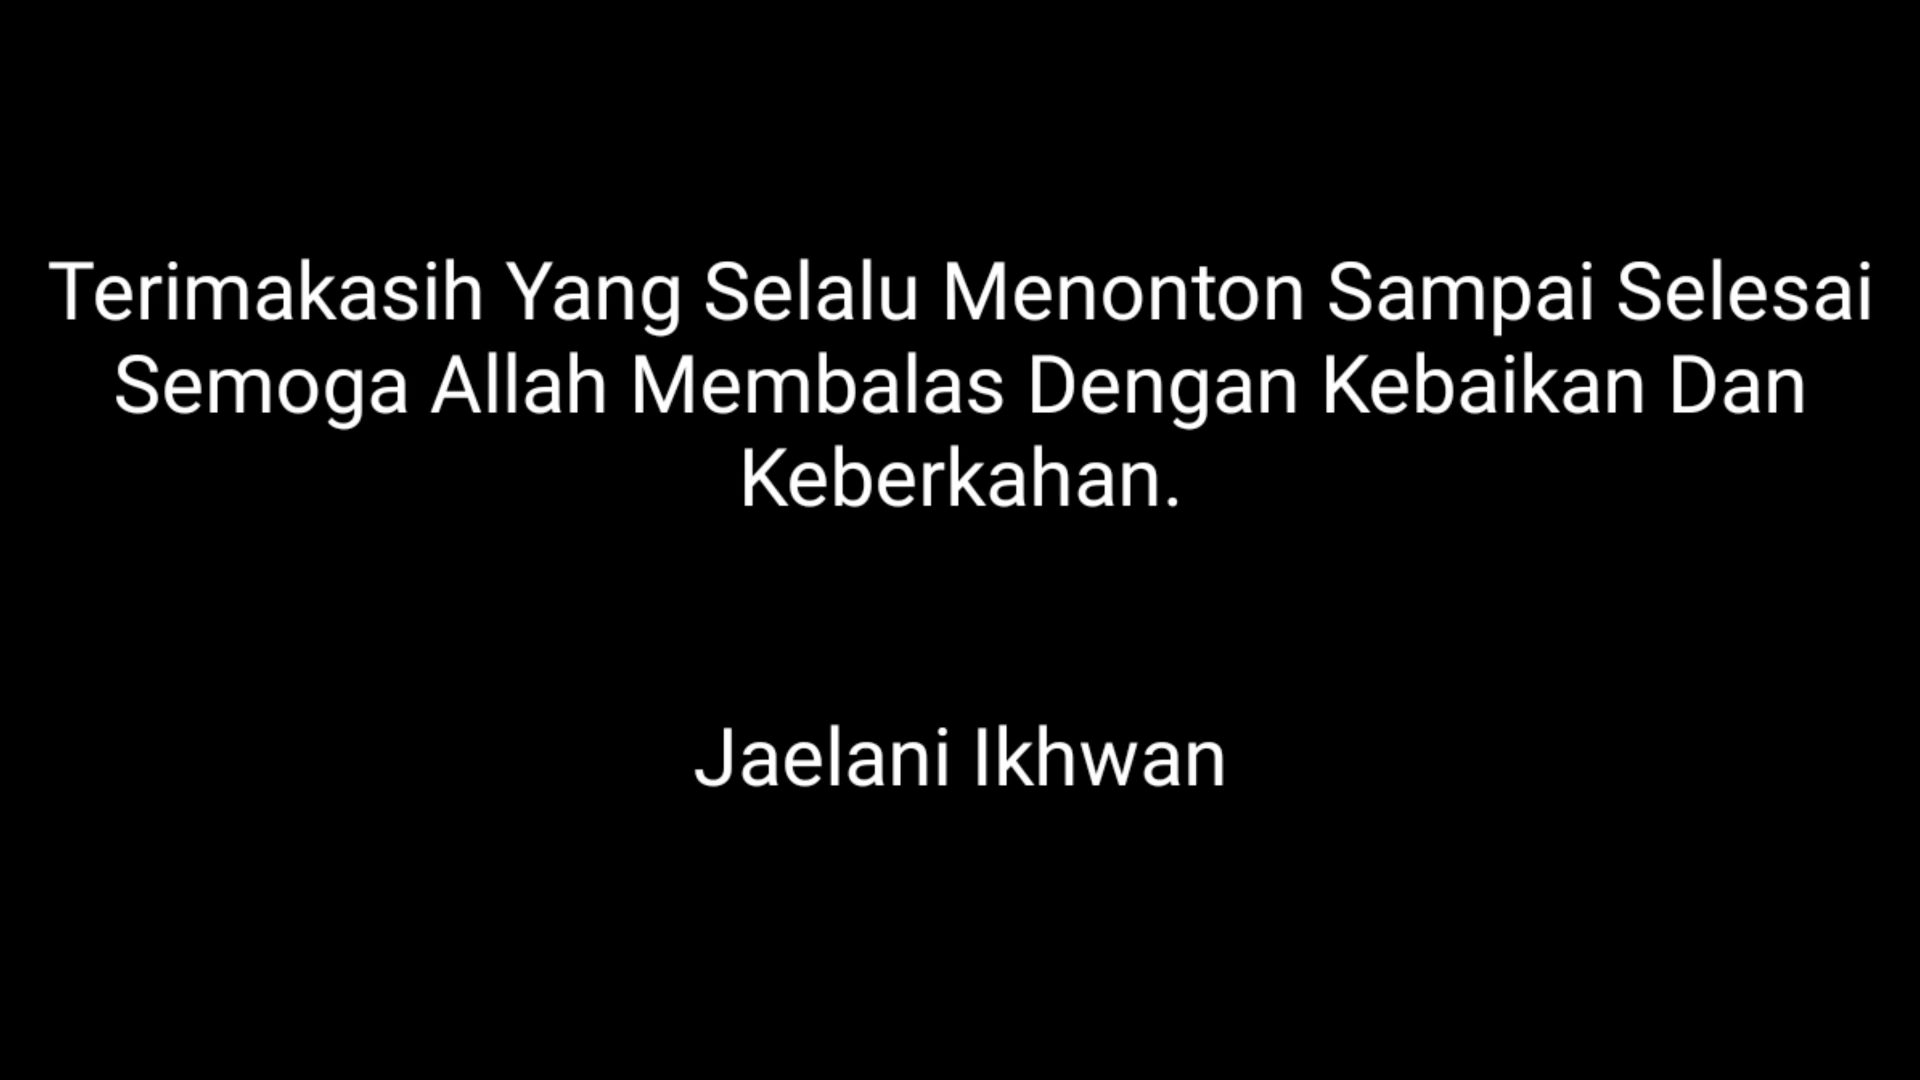 Terimakasih Yang Selalu Menonton Sampai Selesai
Semoga Allah Membalas Dengan Kebaikan Dan
Keberkahan.
Jaelani Ikhwan